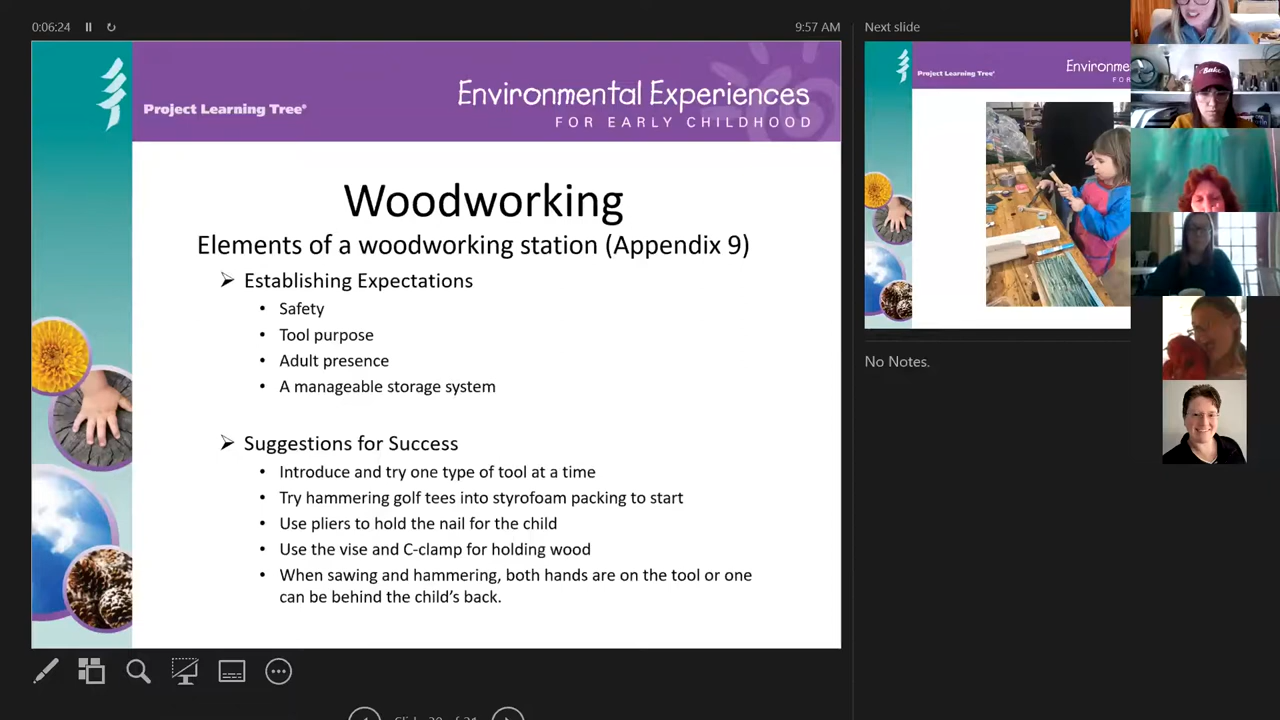 0:06:24
9:57 AM
Next slide
Project Learning Tree®
Environmental Experiences
FOR EARLY CHILDHOOD
Woodworking
Elements of a woodworking station (Appendix 9)
Establishing Expectations
• Safety
• Tool purpose
• Adult presence
• A manageable storage system
Suggestions for Success
• Introduce and try one type of tool at a time
• Try hammering golf tees into styrofoam packing to start
• Use pliers to hold the nail for the child
• Use the vise and C-clamp for holding wood
• When sawing and hammering, both hands are on the tool or one
can be behind the child's back.
Project Learning Tree®
No Notes.